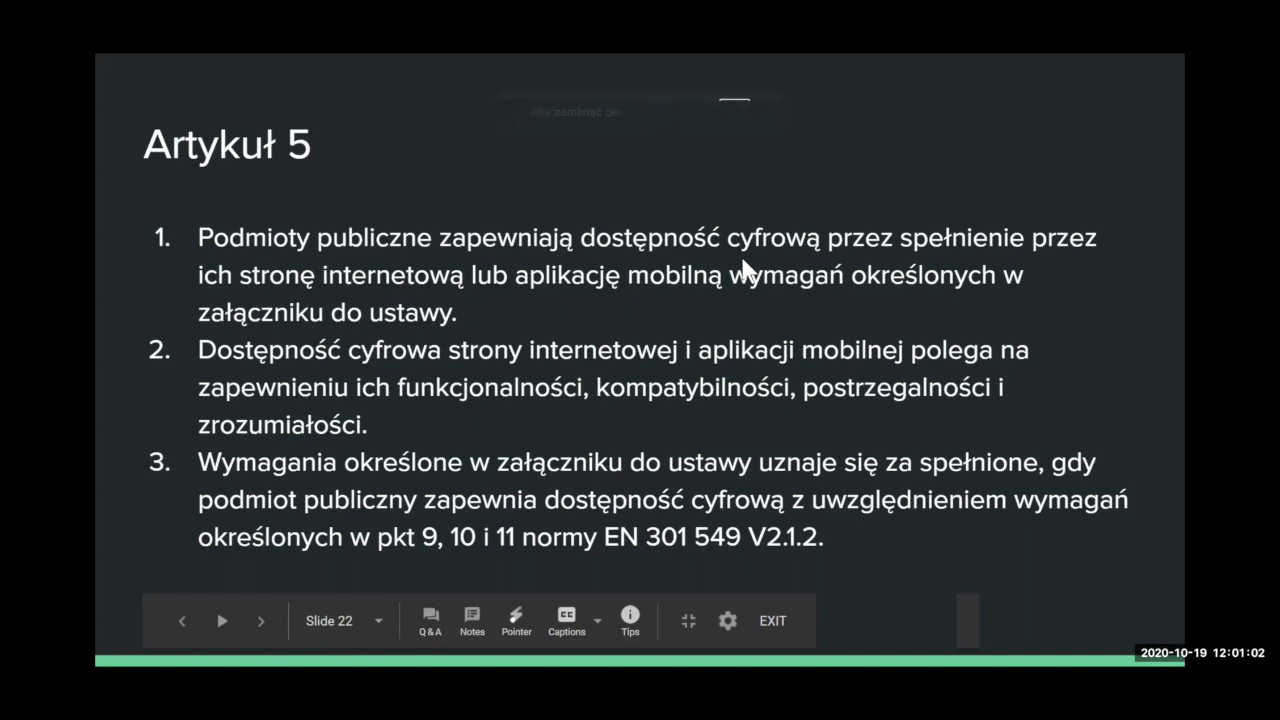 Aby zamknąć peł
Artykuł 5
1. Podmioty publiczne zapewniają dostępność cyfrową przez spełnienie przez
ich stronę internetową lub aplikację mobilną wymagań określonych w
załączniku do ustawy.
2. Dostępność cyfrowa strony internetowej i aplikacji mobilnej polega na
zapewnieniu ich funkcjonalności, kompatybilności, postrzegalności i
zrozumiałości.
3. Wymagania określone w załączniku do ustawy uznaje się za spełnione, gdy
podmiot publiczny zapewnia dostępność cyfrową z uwzględnieniem wymagań
określonych w pkt 9, 10 i 11 normy EN 301 549 V2.1.2.
Slide 22 Q & A Notes Pointer Captions Tips EXIT
2020-10-19 12:01:02